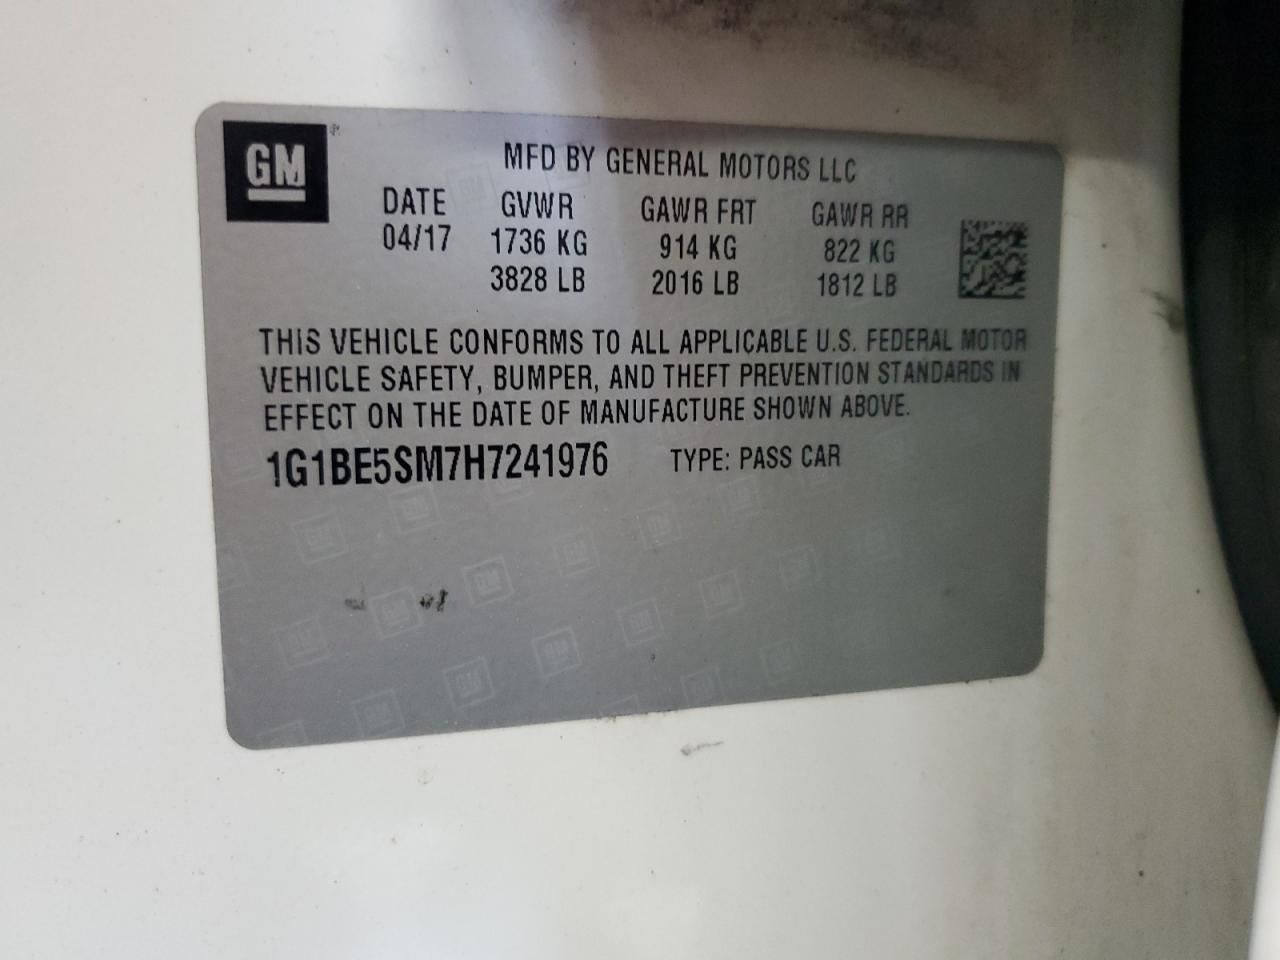 GM
MFD BY GENERAL MOTORS LLC
DATE GVWR GAWR FRT GAWR RR
04/17 1736 KG 914 KG 822 KG
3828 LB 2016 LB 1812 LB
THIS VEHICLE CONFORMS TO ALL APPLICABLE U.S. FEDERAL MOTOR
VEHICLE SAFETY, BUMPER, AND THEFT PREVENTION STANDARDS IN
EFFECT ON THE DATE OF MANUFACTURE SHOWN ABOVE.
1G1BE5SM7H7241976 TYPE: PASS CAR